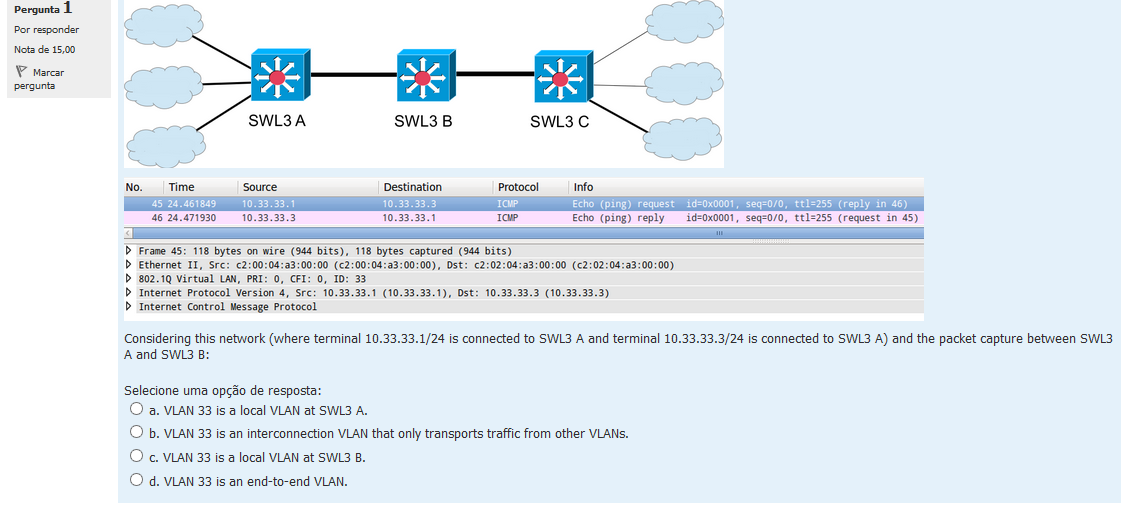 Pergunta 1
Por responder
Nota de 15,00
Marcar
pergunta
SWL3 A
SWL3 B
SWL3 C
No. Time Source Destination Protocol Info
45 24.461849 10.33.33.1 10.33.33.3 ICMP Echo (ping) request id=0x0001, seq=0/0, ttl=255 (reply in 46)
46 24.471930 10.33.33.3 10.33.33.1 ICMP Echo (ping) reply id=0x0001, seq=0/0, ttl=255 (request in 45)
Frame 45: 118 bytes on wire (944 bits), 118 bytes captured (944 bits)
Ethernet II, Src: c2:00:04:a3:00:00 (c2:00:04:a3:00:00), Dst: c2:02:04:a3:00:00 (c2:02:04:a3:00:00)
802.1Q Virtual LAN, PRI: 0, CFI: 0, ID: 33
Internet Protocol Version 4, Src: 10.33.33.1 (10.33.33.1), Dst: 10.33.33.3 (10.33.33.3)
Internet Control Message Protocol
Considering this network (where terminal 10.33.33.1/24 is connected to SWL3 A and terminal 10.33.33.3/24 is connected to SWL3 A) and the packet capture between SWL3
A and SWL3 B:
Selecione uma opção de resposta:
a. VLAN 33 is a local VLAN at SWL3 A.
b. VLAN 33 is an interconnection VLAN that only transports traffic from other VLANs.
c. VLAN 33 is a local VLAN at SWL3 B.
d. VLAN 33 is an end-to-end VLAN.